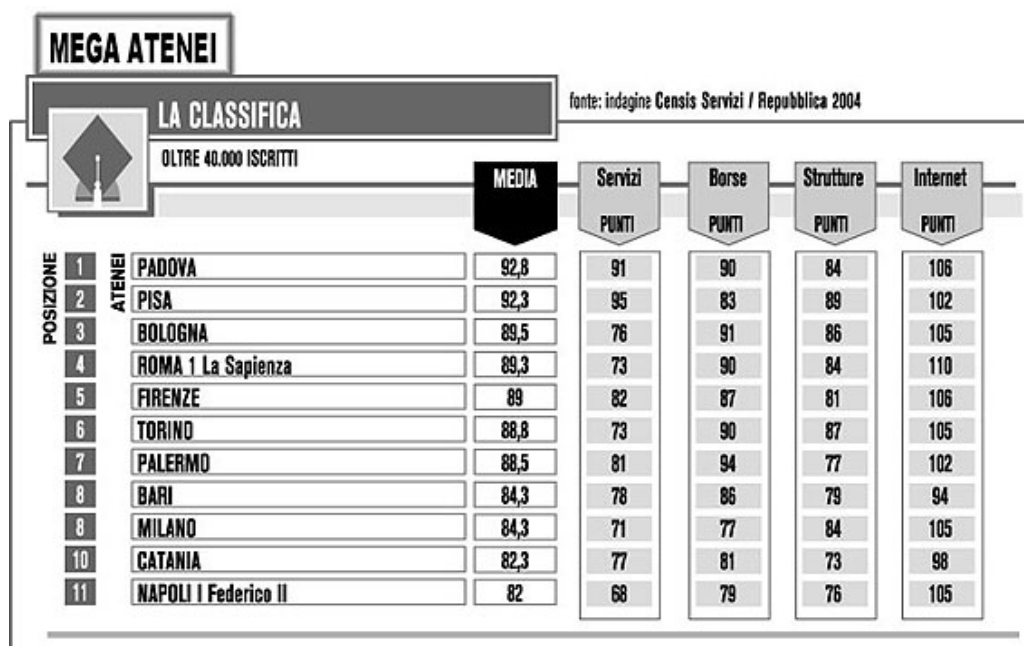 MEGA ATENEI
LA CLASSIFICA
fonte: indagine Censis Servizi / Repubblica 2004
OLTRE 40.000 ISCRITTI
MEDIA Servizi Borse Strutture Internet
PUNTI PUNTI PUNTI PUNTI
POSIZIONE
ATENEI
1 PADOVA 92,8 91 90 84 106
2 PISA 92,3 95 83 89 102
3 BOLOGNA 89,5 76 91 86 105
4 ROMA 1 La Sapienza 89,3 73 90 84 110
5 FIRENZE 89 82 87 81 106
6 TORINO 88,8 73 90 87 105
7 PALERMO 88,5 81 94 77 102
8 BARI 84,3 78 86 79 94
8 MILANO 84,3 71 77 84 105
10 CATANIA 82,3 77 81 73 98
11 NAPOLI I Federico II 82 68 79 76 105